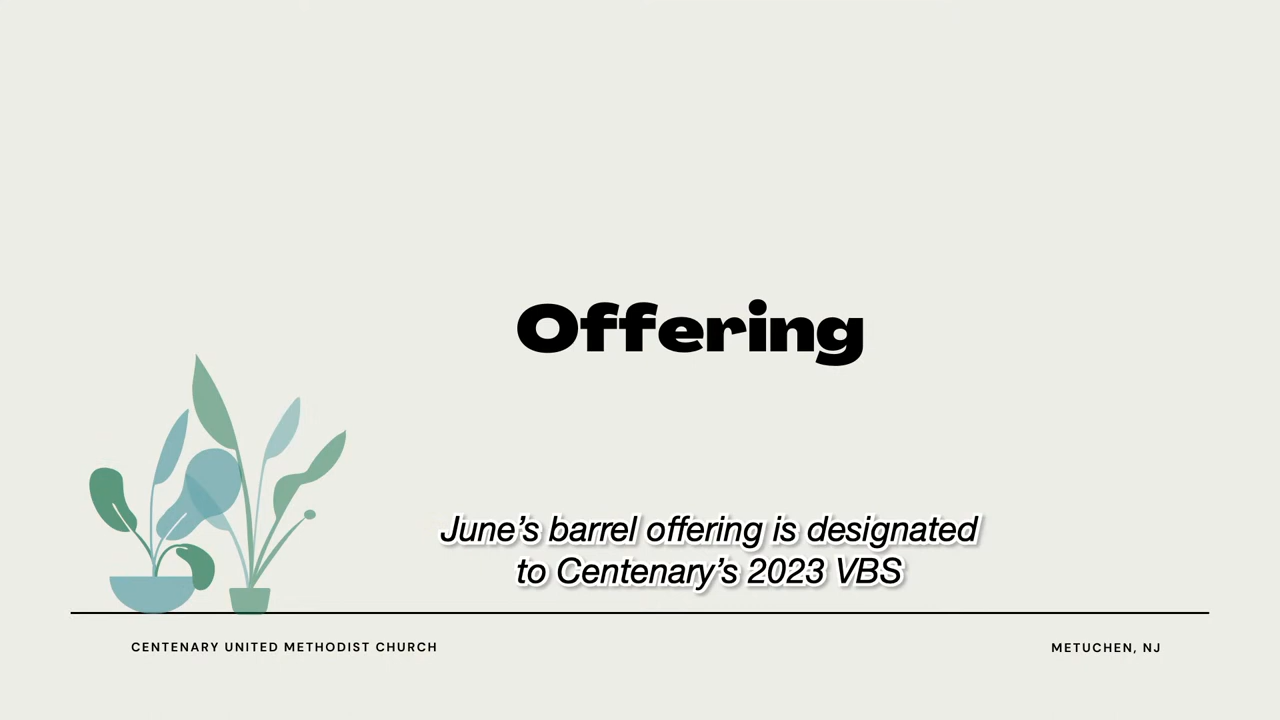 Offering
June’s barrel offering is designated
to Centenary’s 2023 VBS
CENTENARY UNITED METHODIST CHURCH
METUCHEN, NJ